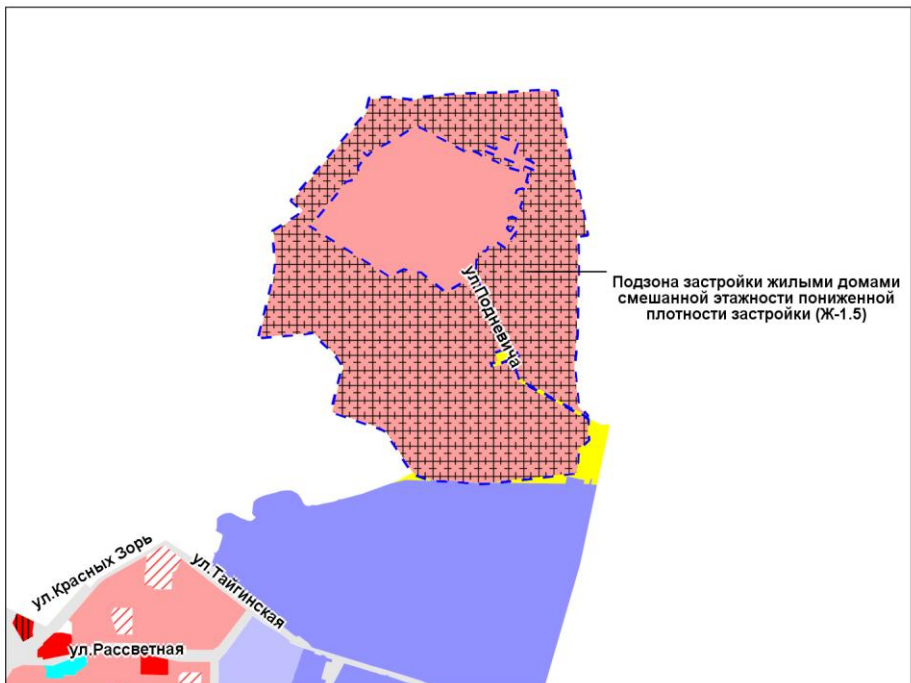 ул.Подневича
Подзона застройки жилыми домами
смешанной этажности пониженной
плотности застройки (Ж-1.5)
ул.Красных Зорь
ул.Тайгинская
ул.Рассветная